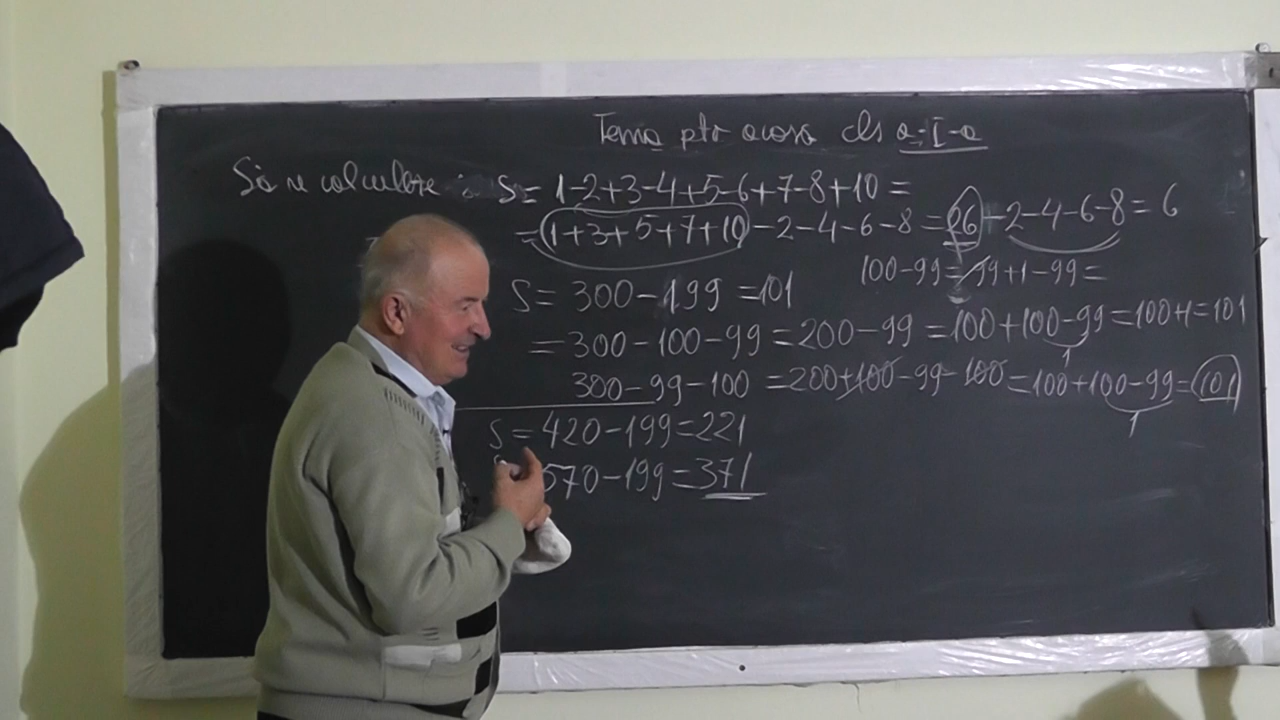 Tema ptr acasa cls a-I-a
Să se calculeze : S= 1-2+3-4+5-6+7-8+10 =
=(1+3+5+7+10)-2-4-6-8=26-2-4-6-8=6
100-99=99+1-99=
S= 300-199=101
=300-100-99=200-99=100+100-99=100+1=101
1
300-99-100=200+100-99-100=100+100-99=101
1
S=420-199=221
570-199=371